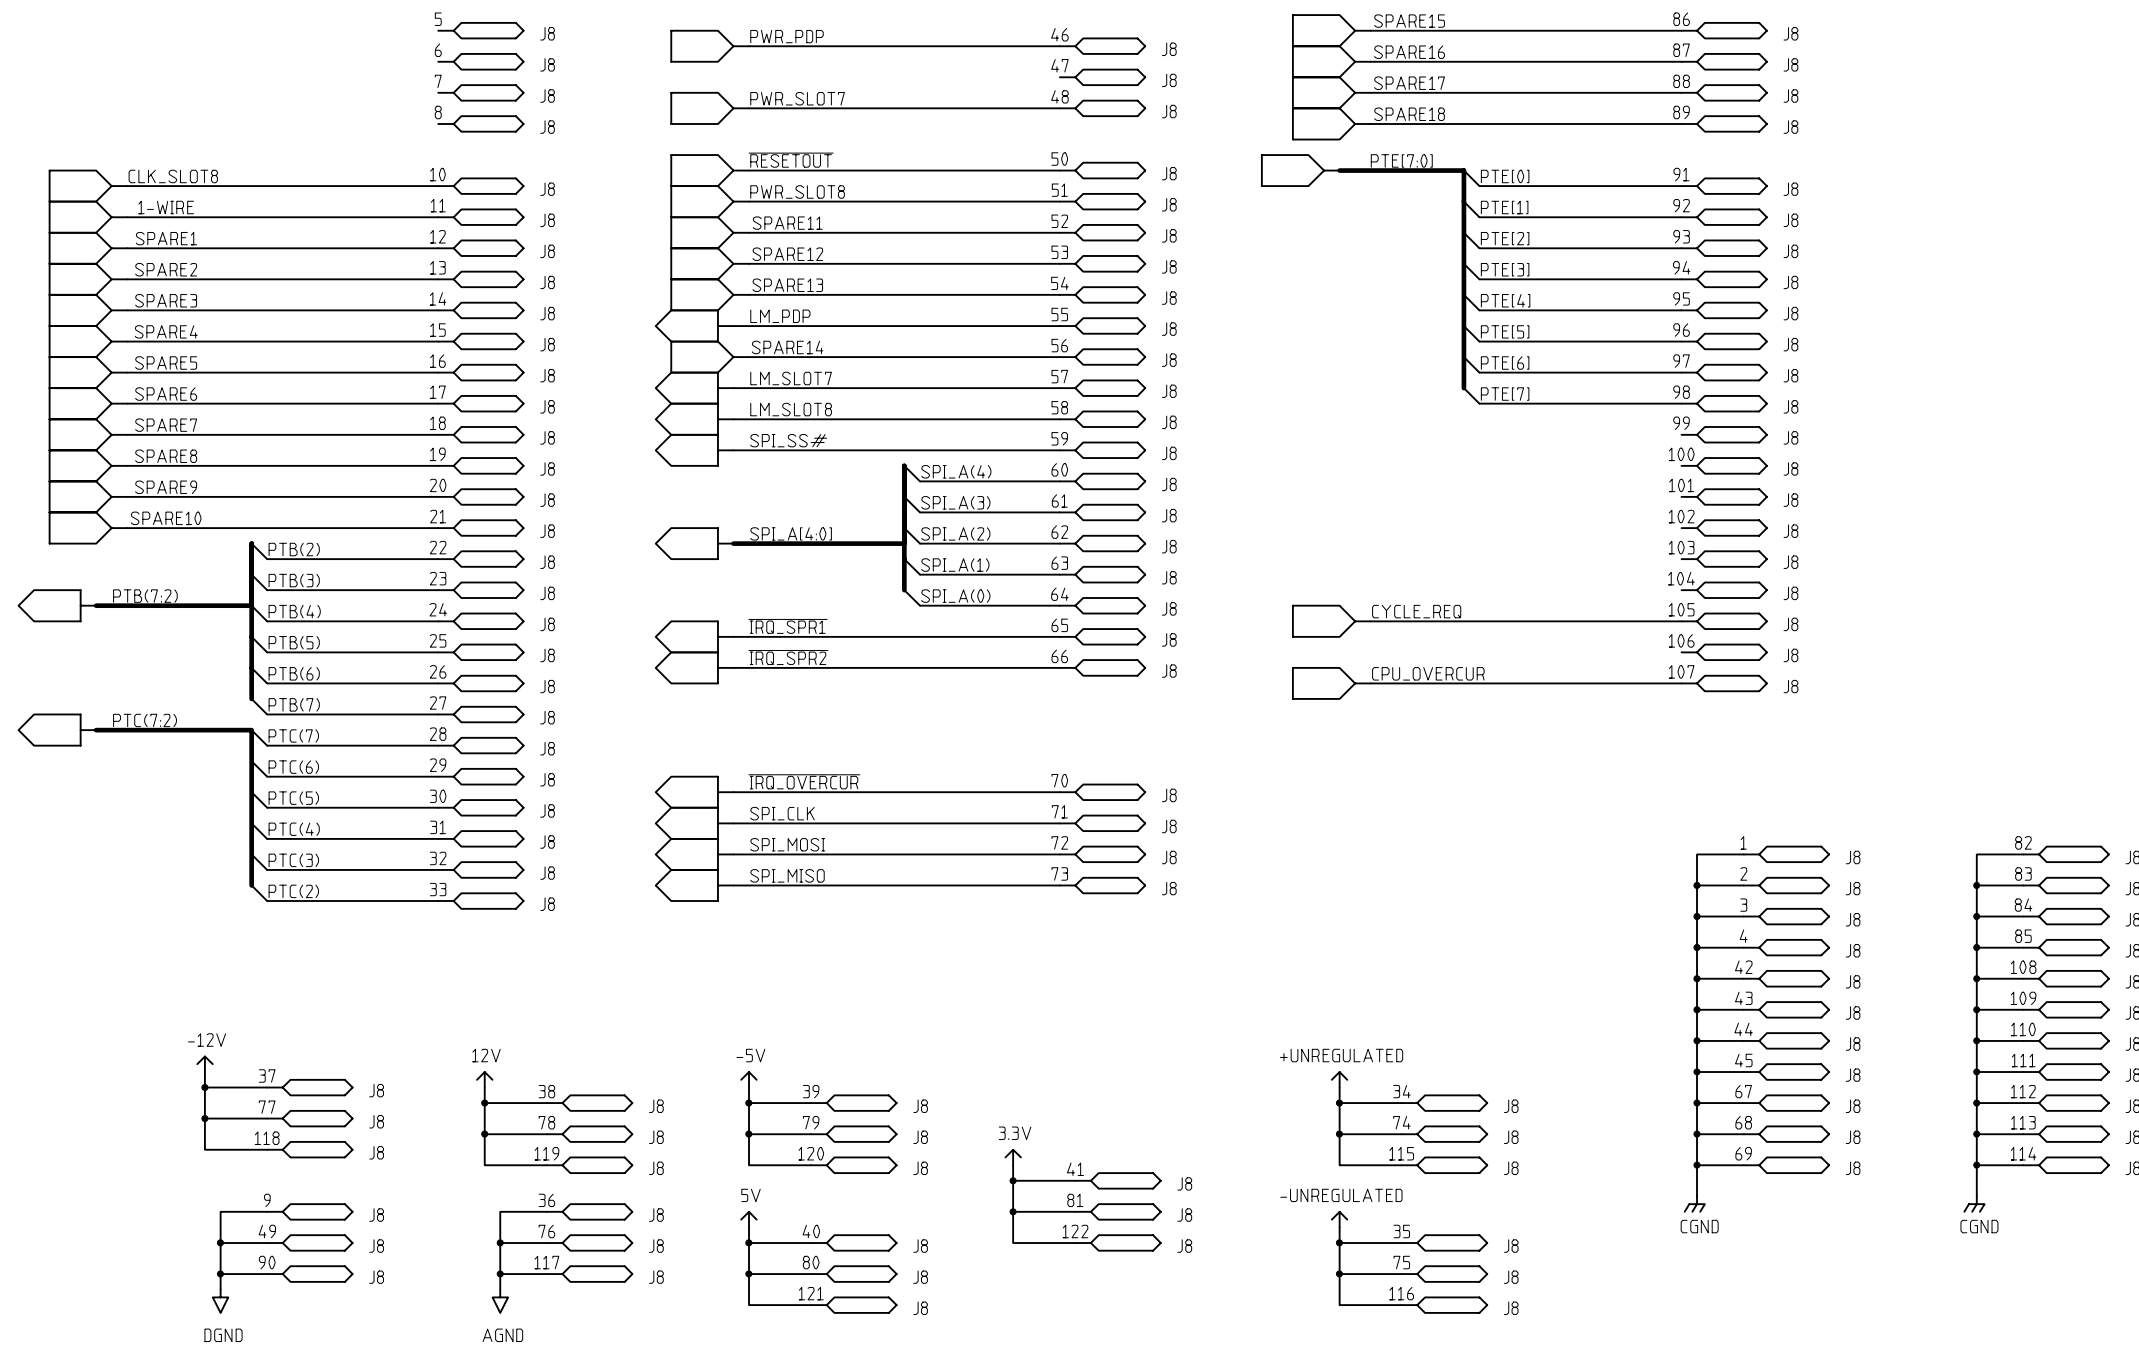 5 J8
6 J8
7 J8
8 J8
CLK_SLOT8 10 J8
1-WIRE 11 J8
SPARE1 12 J8
SPARE2 13 J8
SPARE3 14 J8
SPARE4 15 J8
SPARE5 16 J8
SPARE6 17 J8
SPARE7 18 J8
SPARE8 19 J8
SPARE9 20 J8
SPARE10 21 J8
PTB(2) 22 J8
PTB(3) 23 J8
PTB(7:2)
PTB(4) 24 J8
PTB(5) 25 J8
PTB(6) 26 J8
PTB(7) 27 J8
PTC(7:2)
PTC(7) 28 J8
PTC(6) 29 J8
PTC(5) 30 J8
PTC(4) 31 J8
PTC(3) 32 J8
PTC(2) 33 J8
PWR_PDP 46 J8
47 J8
PWR_SLOT7 48 J8
RESETOUT 50 J8
PWR_SLOT8 51 J8
SPARE11 52 J8
SPARE12 53 J8
SPARE13 54 J8
LM_PDP 55 J8
SPARE14 56 J8
LM_SLOT7 57 J8
LM_SLOT8 58 J8
SPI_SS# 59 J8
SPI_A(4) 60 J8
SPI_A(3) 61 J8
SPI_A[4:0]
SPI_A(2) 62 J8
SPI_A(1) 63 J8
SPI_A(0) 64 J8
IRQ_SPR1 65 J8
IRQ_SPR2 66 J8
IRQ_OVERCUR 70 J8
SPI_CLK 71 J8
SPI_MOSI 72 J8
SPI_MISO 73 J8
SPARE15 86 J8
SPARE16 87 J8
SPARE17 88 J8
SPARE18 89 J8
PTE[7:0]
PTE[0] 91 J8
PTE[1] 92 J8
PTE[2] 93 J8
PTE[3] 94 J8
PTE[4] 95 J8
PTE[5] 96 J8
PTE[6] 97 J8
PTE[7] 98 J8
99 J8
100 J8
101 J8
102 J8
103 J8
104 J8
CYCLE_REQ 105 J8
106 J8
CPU_OVERCUR 107 J8
1 J8
2 J8
3 J8
4 J8
42 J8
43 J8
44 J8
45 J8
67 J8
68 J8
69 J8
CGND
82 J8
83 J8
84 J8
85 J8
108 J8
109 J8
110 J8
111 J8
112 J8
113 J8
114 J8
CGND
-12V
37 J8
77 J8
118 J8
9 J8
49 J8
90 J8
DGND
12V
38 J8
78 J8
119 J8
36 J8
76 J8
117 J8
AGND
-5V
39 J8
79 J8
120 J8
5V
40 J8
80 J8
121 J8
3.3V
41 J8
81 J8
122 J8
+UNREGULATED
34 J8
74 J8
115 J8
-UNREGULATED
35 J8
75 J8
116 J8